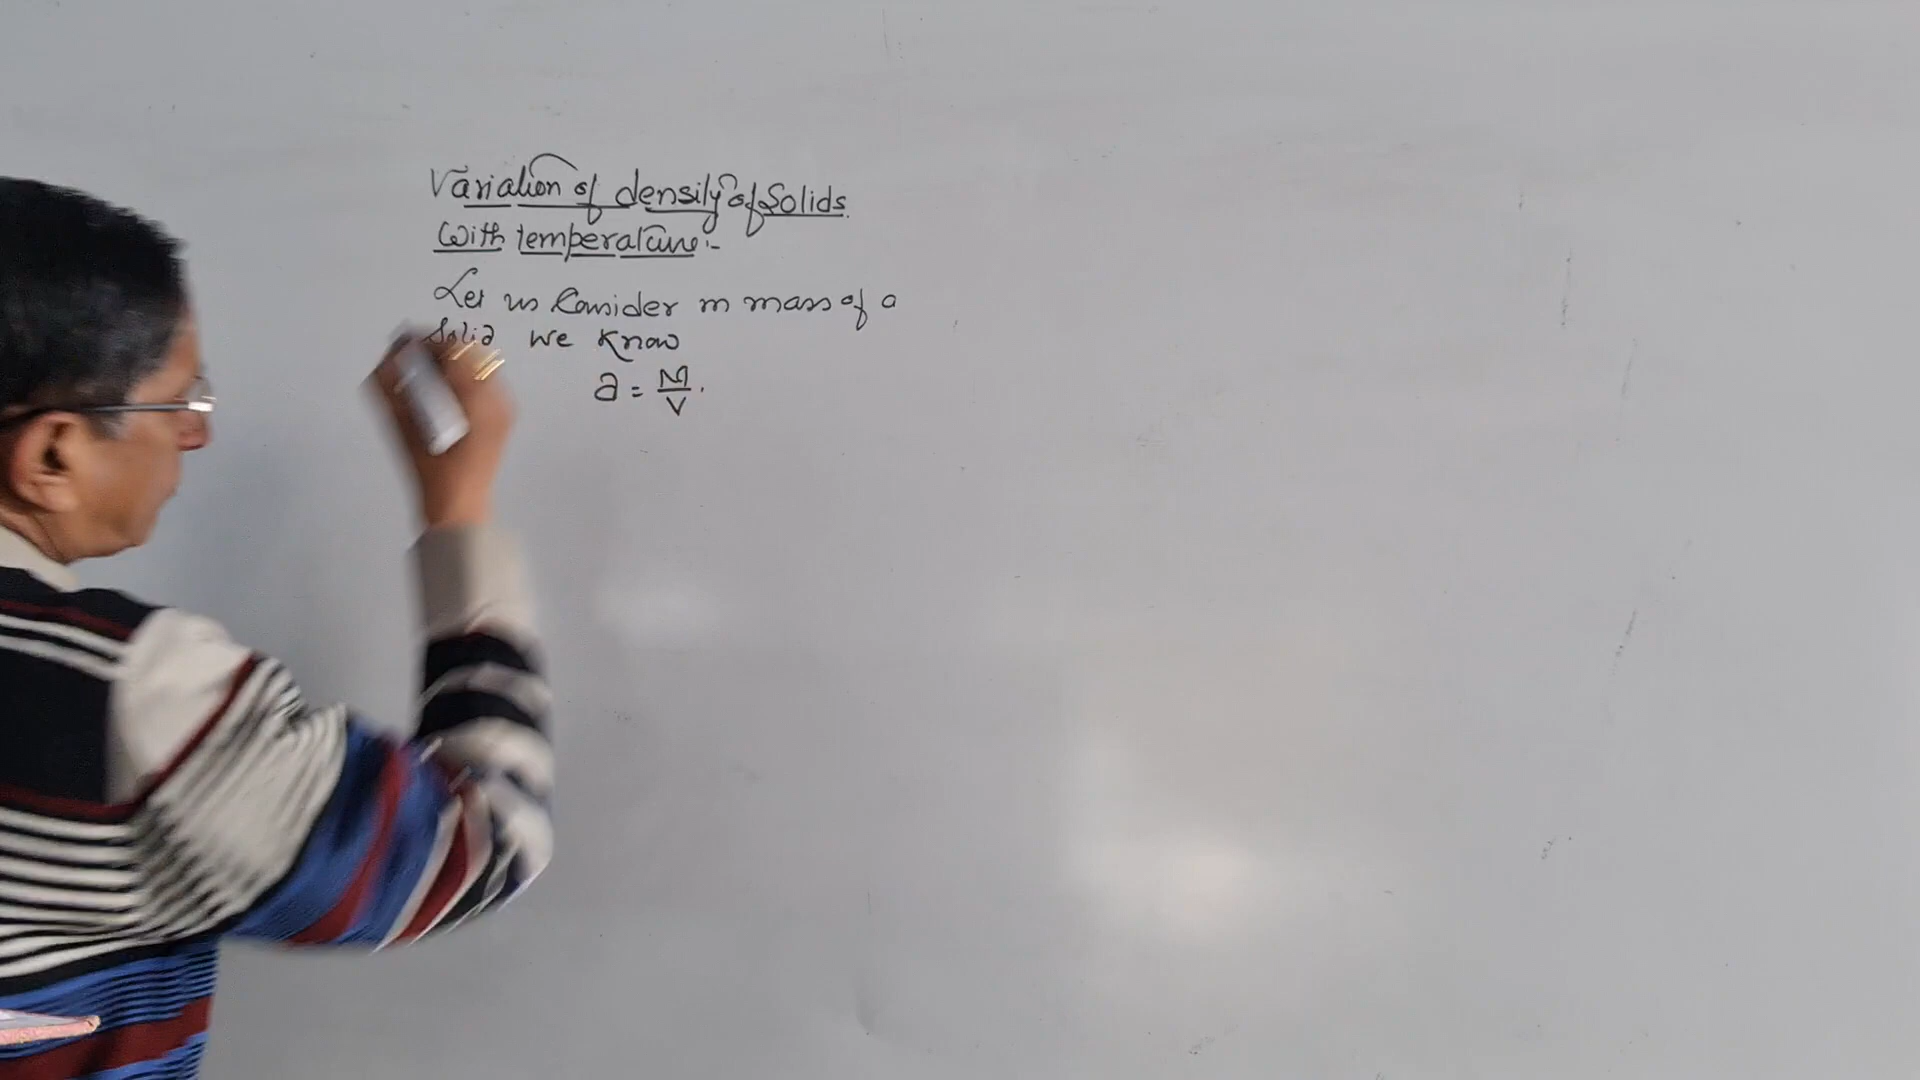 Variation of density of Solids
with temperature:-
Let us Consider m mass of a
Solid we know
d = M/V.